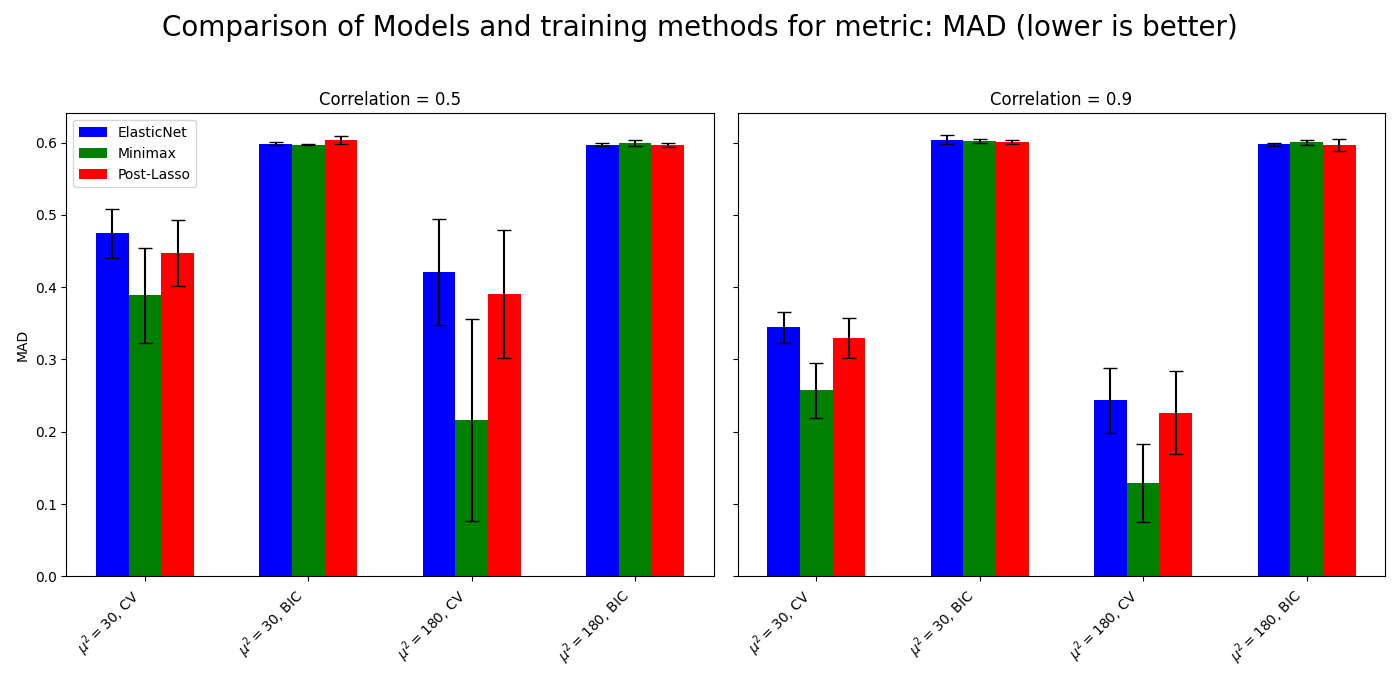 Comparison of Models and training methods for metric: MAD (lower is better)
Correlation = 0.5
ElasticNet
Minimax
Post-Lasso
MAD
0.6
0.5
0.4
0.3
0.2
0.1
0.0
μ² = 30, CV
μ² = 30, BIC
μ² = 180, CV
μ² = 180, BIC
Correlation = 0.9
μ² = 30, CV
μ² = 30, BIC
μ² = 180, CV
μ² = 180, BIC